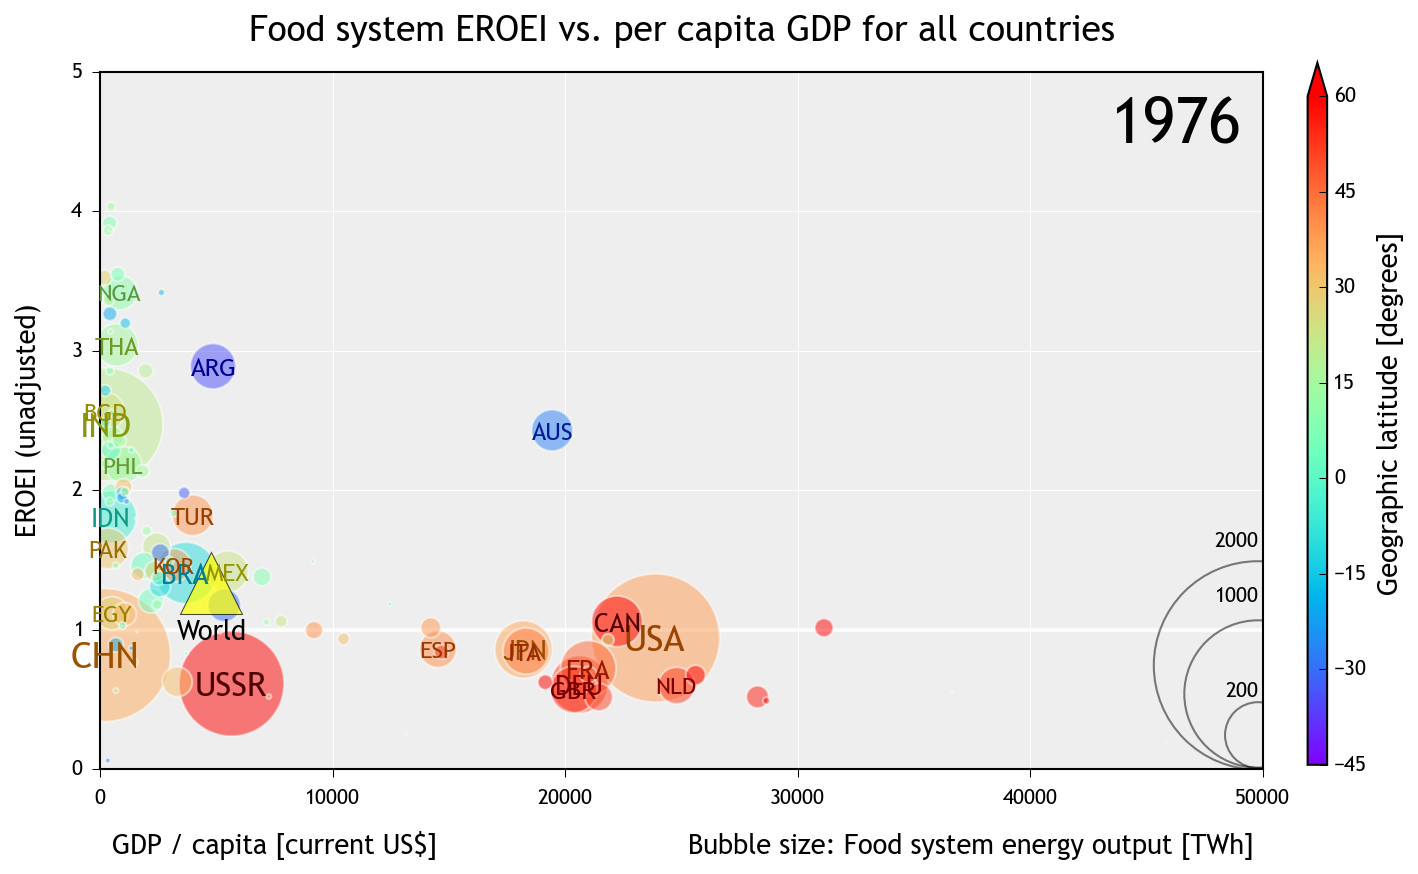 Food system EROEI vs. per capita GDP for all countries
1976
EROEI (unadjusted)
5
4
3
2
1
0
NGA
THA
ARG
BGD
IND
AUS
PHL
IDN
TUR
PAK
KOR
BRA
MEX
EGY
World
CHN
USSR
ESP
JPN
ITA
CAN
USA
FRA
DEU
GBR
NLD
2000
1000
200
0
10000
20000
30000
40000
50000
GDP / capita [current US$]
Bubble size: Food system energy output [TWh]
60
45
30
15
0
−15
−30
−45
Geographic latitude [degrees]